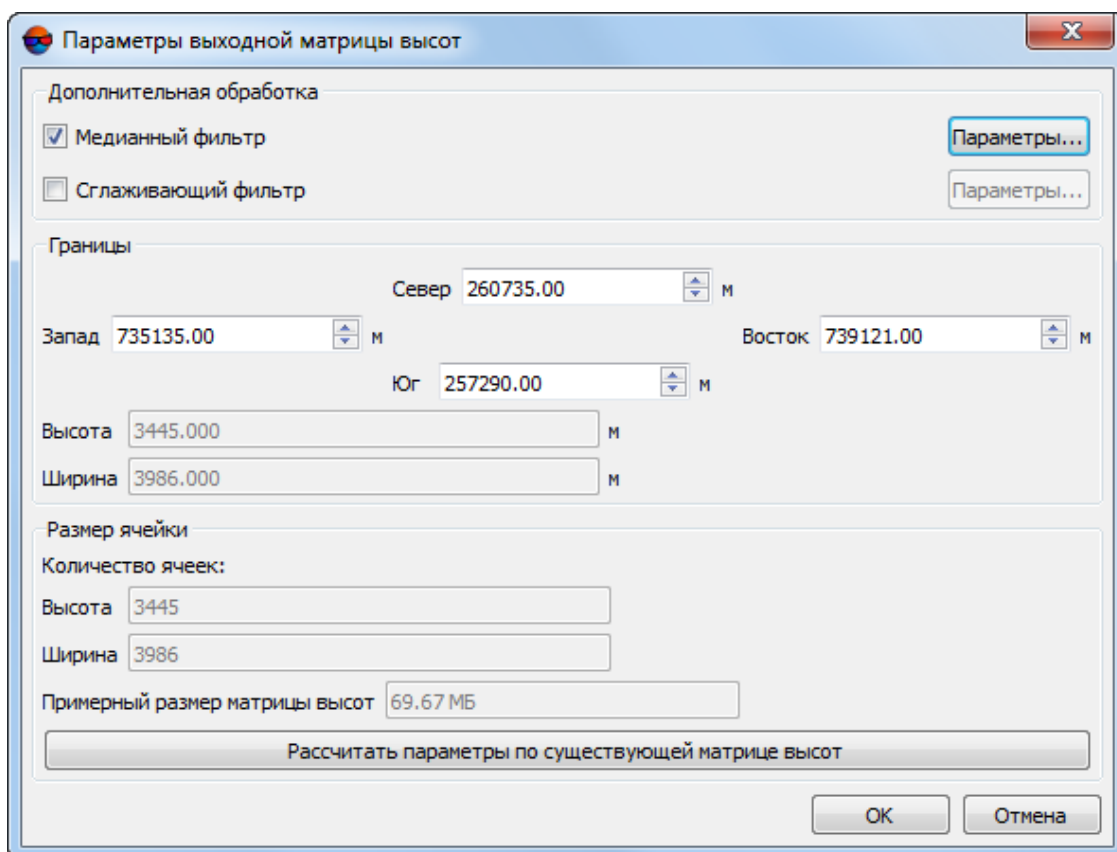 Параметры выходной матрицы высот
Дополнительная обработка
Медианный фильтр Параметры...
Сглаживающий фильтр Параметры...
Границы
Север 260735.00 м
Запад 735135.00 м Восток 739121.00 м
Юг 257290.00 м
Высота 3445.000 м
Ширина 3986.000 м
Размер ячейки
Количество ячеек:
Высота 3445
Ширина 3986
Примерный размер матрицы высот 69.67 МБ
Рассчитать параметры по существующей матрице высот
OK Отмена